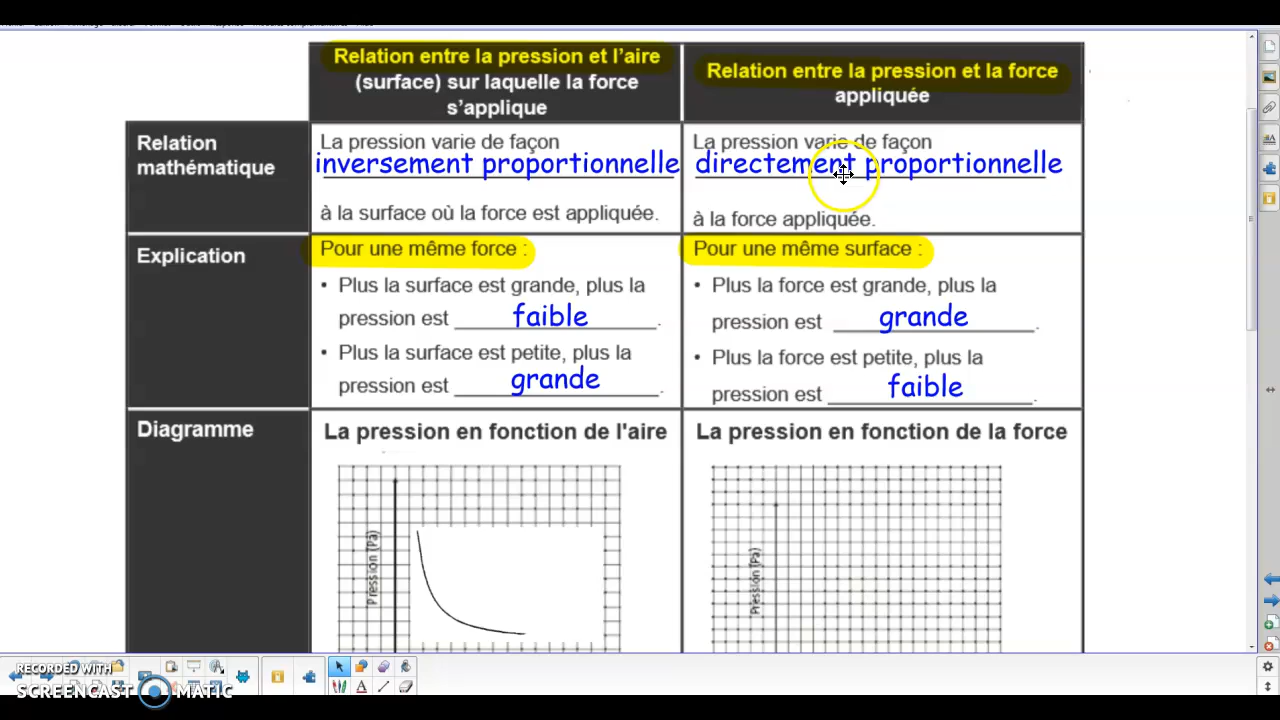 Relation entre la pression et l'aire
(surface) sur laquelle la force
s'applique
Relation entre la pression et la force
appliquée
Relation
mathématique
La pression varie de façon
inversement proportionnelle
à la surface où la force est appliquée.
La pression varie de façon
directement proportionnelle
à la force appliquée.
Explication
Pour une même force :
• Plus la surface est grande, plus la
pression est faible.
• Plus la surface est petite, plus la
pression est grande.
Pour une même surface :
• Plus la force est grande, plus la
pression est grande.
• Plus la force est petite, plus la
pression est faible.
Diagramme
La pression en fonction de l'aire
Pression (Pa)
La pression en fonction de la force
Pression (Pa)
RECORDED WITH
SCREENCAST MATIC